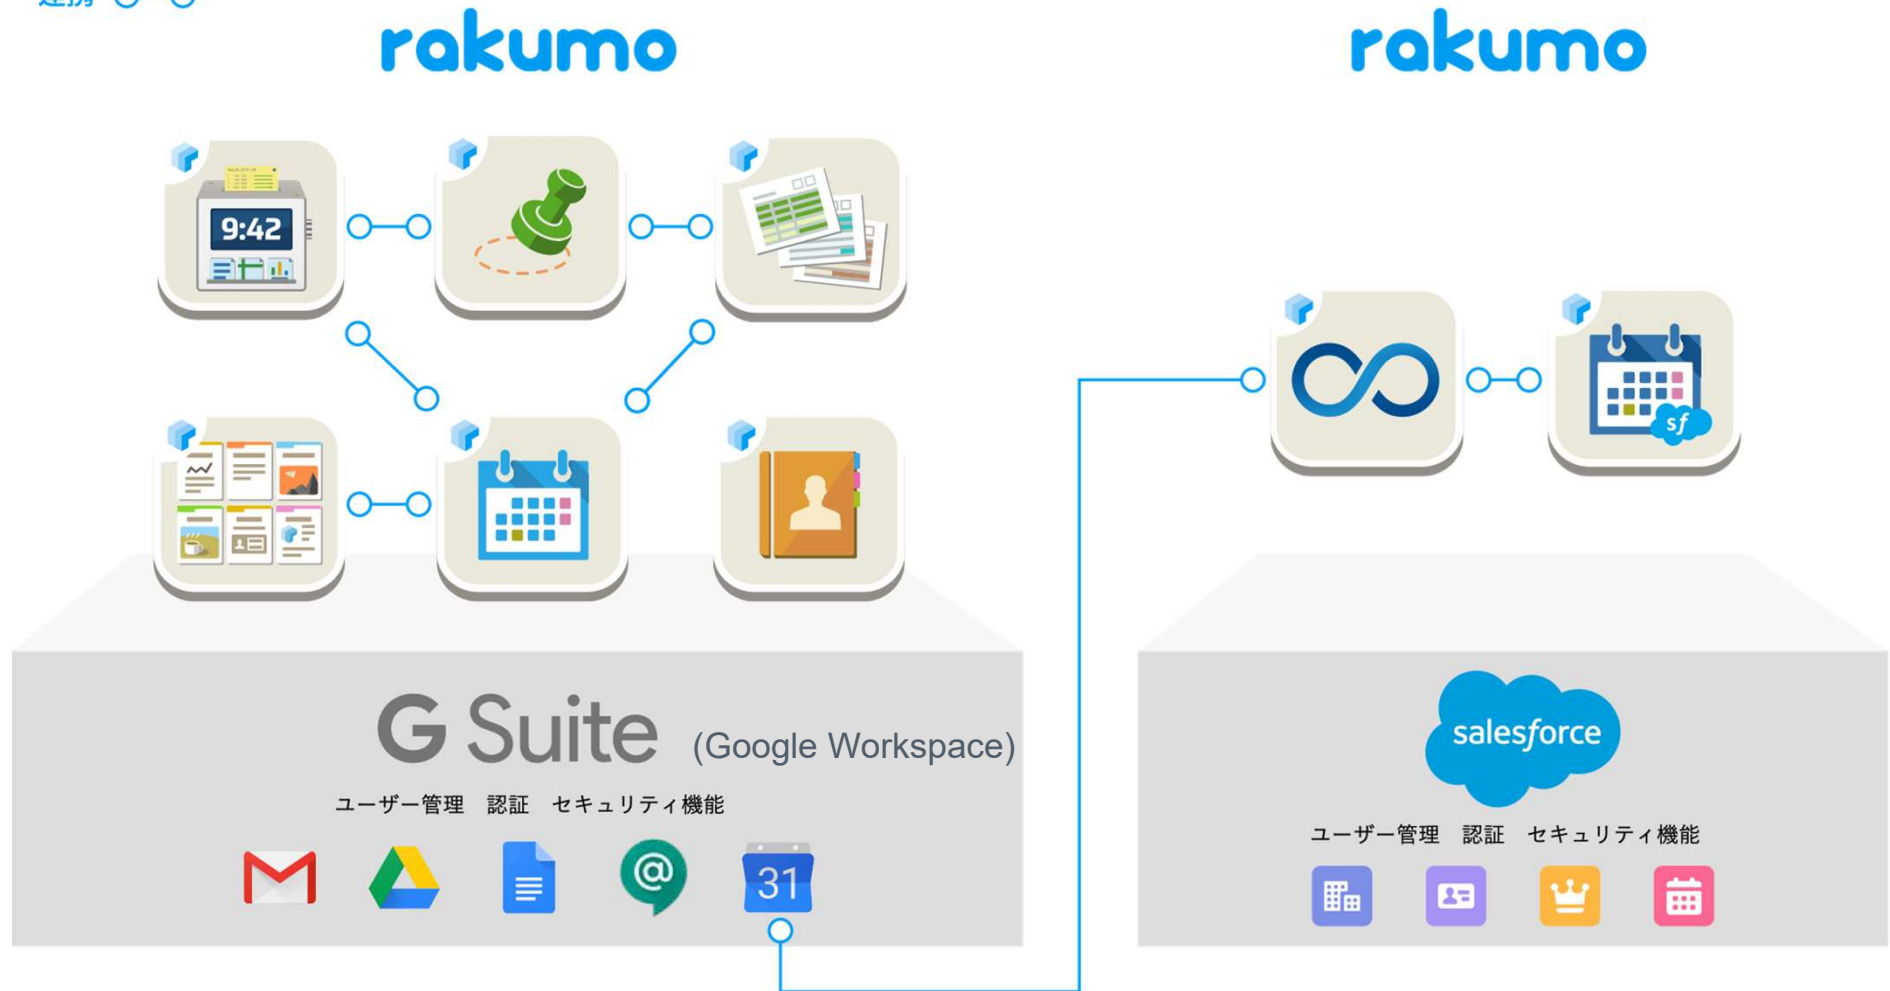 連携
rakumo
rakumo
9:42
sf
G Suite (Google Workspace)
ユーザー管理 認証 セキュリティ機能
31
salesforce
ユーザー管理 認証 セキュリティ機能